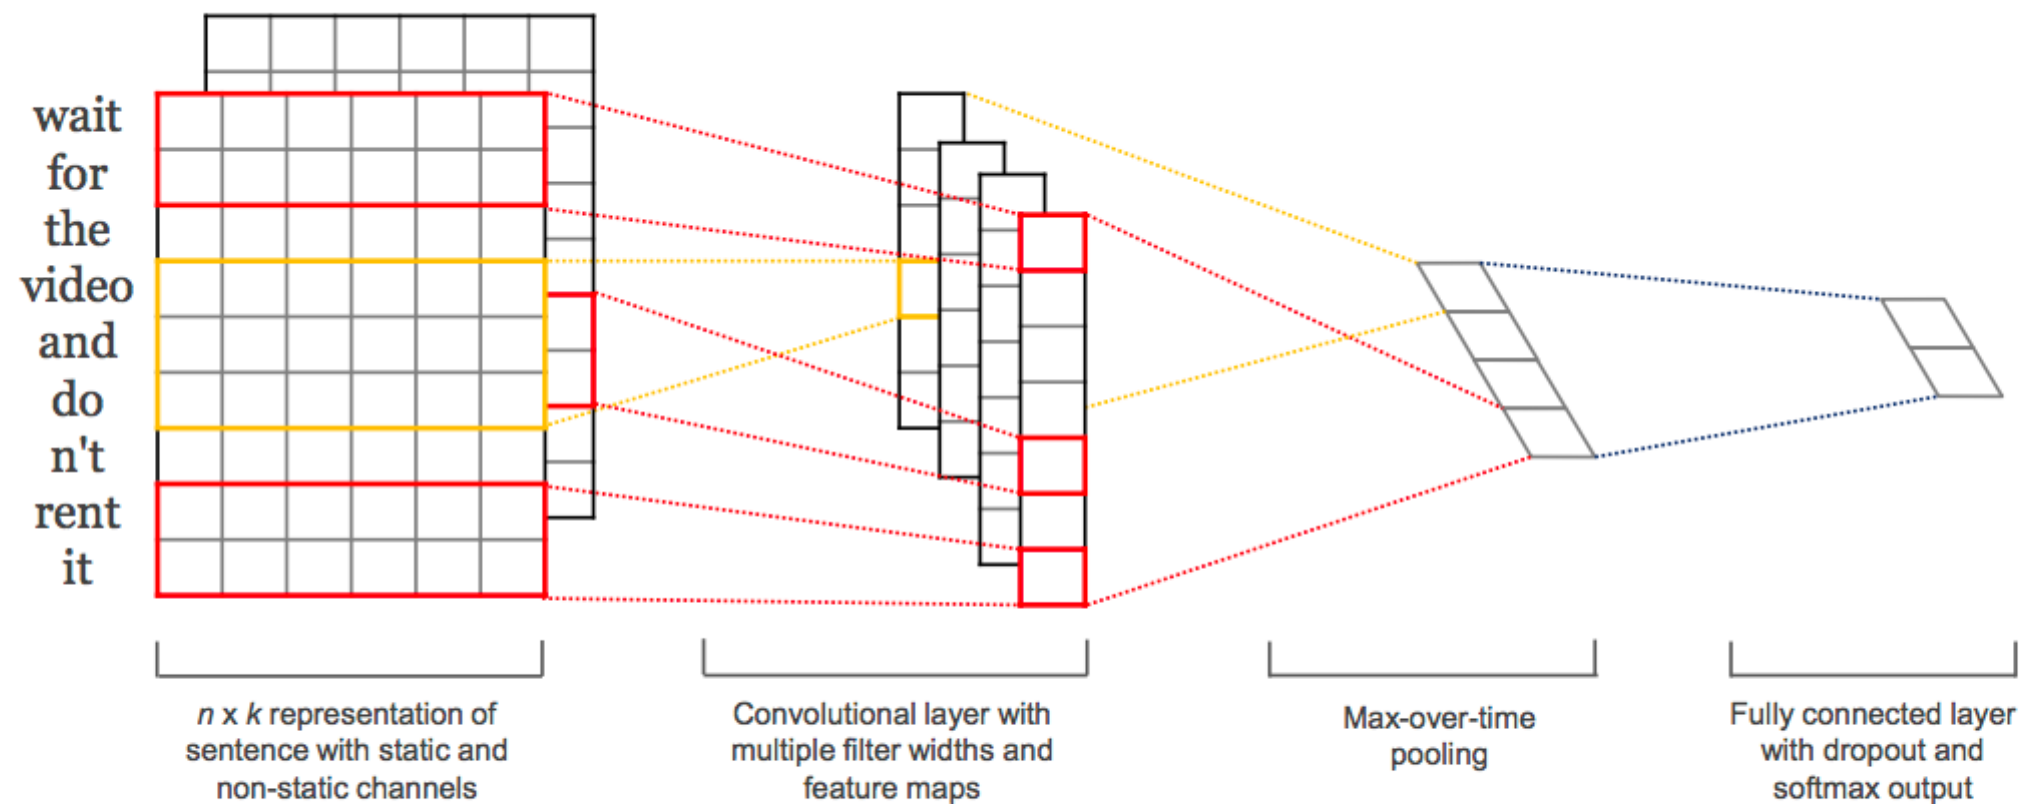 wait
for
the
video
and
do
n't
rent
it
n x k representation of
sentence with static and
non-static channels
Convolutional layer with
multiple filter widths and
feature maps
Max-over-time
pooling
Fully connected layer
with dropout and
softmax output